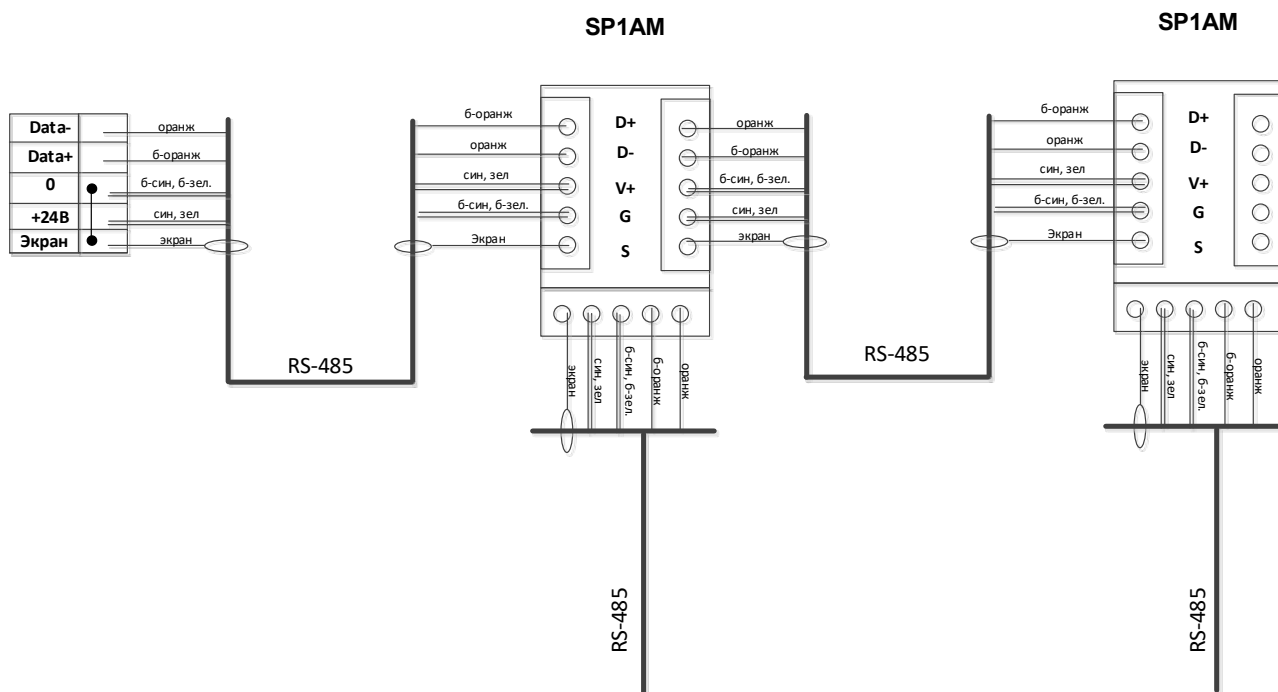 SP1AM
SP1AM
Data-
оранж
Data+
б-оранж
0
б-син, б-зел.
+24В
син, зел
Экран
экран
RS-485
б-оранж
оранж
син, зел
б-син, б-зел.
Экран
D+
D-
V+
G
S
оранж
б-оранж
б-син, б-зел.
син, зел
экран
экран
син, зел
б-син, б-зел.
б-оранж
оранж
RS-485
RS-485
б-оранж
оранж
син, зел
б-син, б-зел.
Экран
D+
D-
V+
G
S
экран
син, зел
б-син, б-зел.
б-оранж
оранж
RS-485